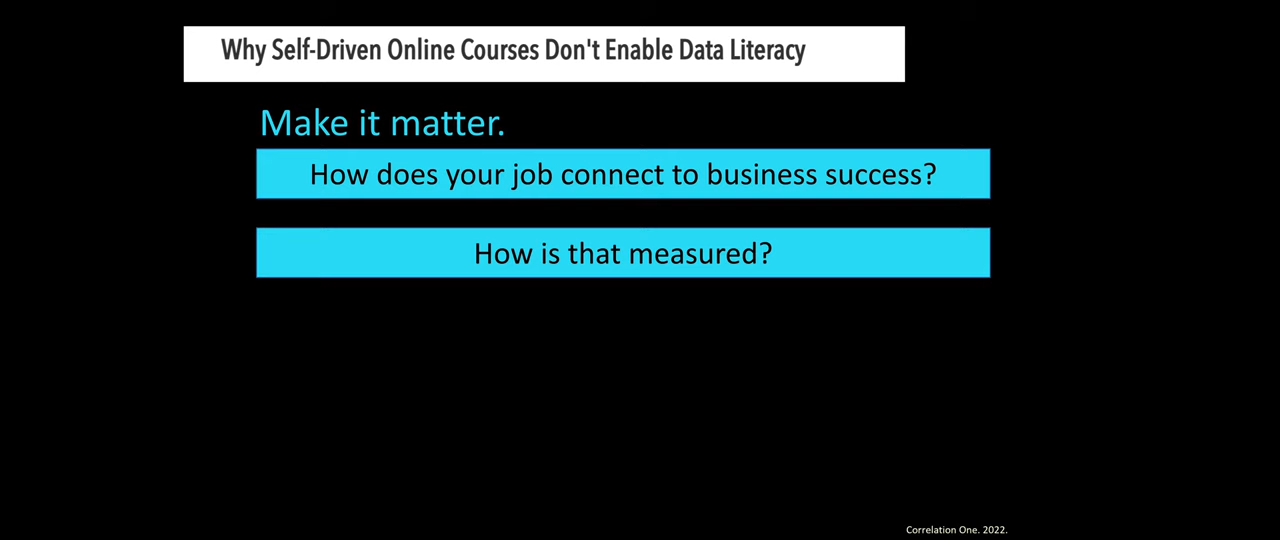 Why Self-Driven Online Courses Don't Enable Data Literacy
Make it matter.
How does your job connect to business success?
How is that measured?
Correlation One. 2022.